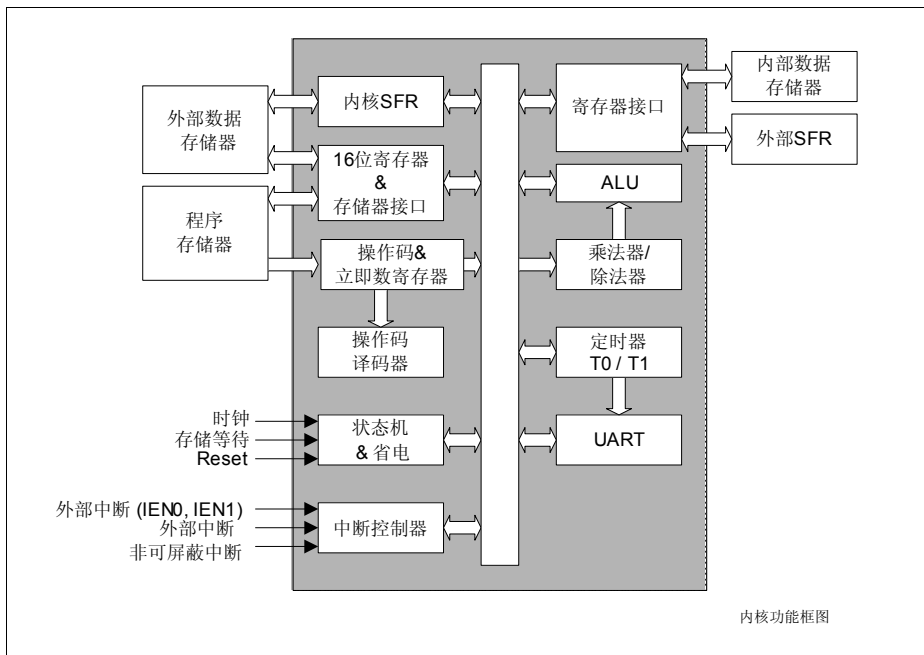 外部数据
存储器
程序
存储器
内核SFR
16位寄存器
&
存储器接口
操作码&
立即数寄存器
操作码
译码器
时钟
存储等待
Reset
状态机
& 省电
外部中断 (IEN0, IEN1)
外部中断
非可屏蔽中断
中断控制器
寄存器接口
ALU
乘法器/
除法器
定时器
T0 / T1
UART
内部数据
存储器
外部SFR
内核功能框图